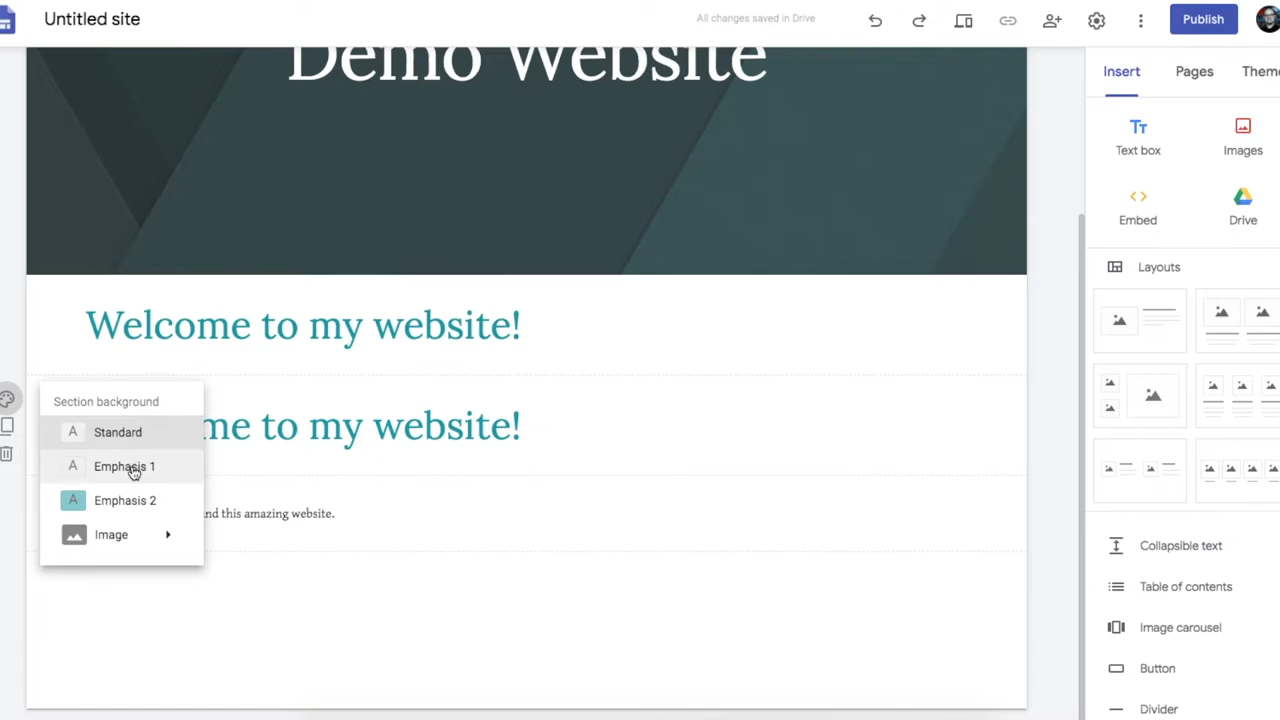 Untitled site
All changes saved in Drive
Publish
Demo Website
Insert
Pages
Theme
Text box
Images
Embed
Drive
Layouts
Welcome to my website!
Section background
A Standard
me to my website!
A Emphasis 1
A Emphasis 2
nd this amazing website.
Image
Collapsible text
Table of contents
Image carousel
Button
Divider